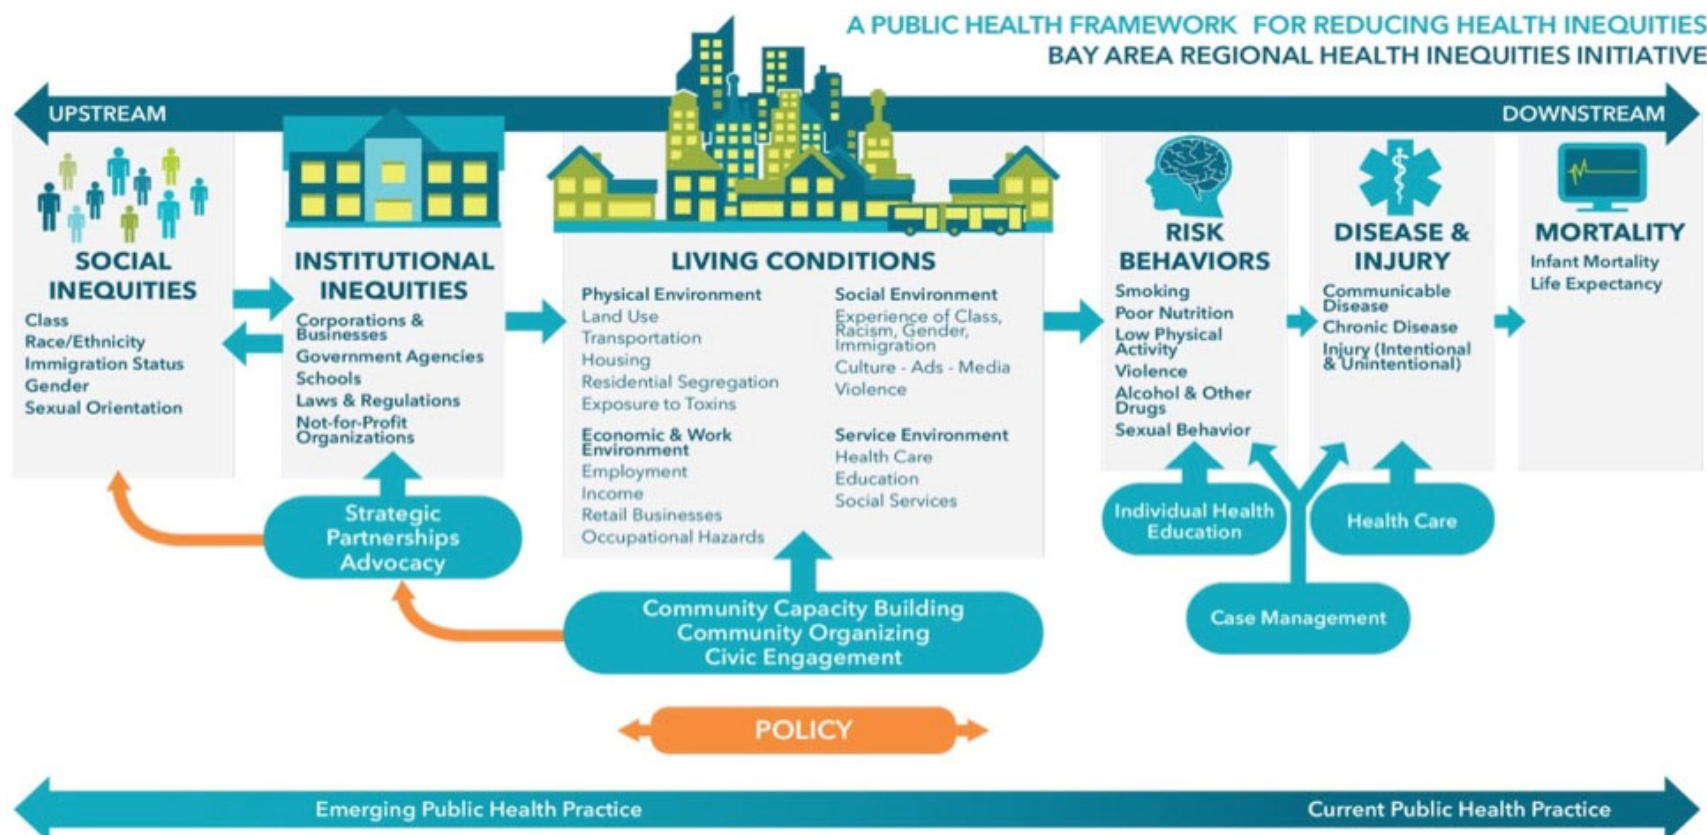 A PUBLIC HEALTH FRAMEWORK FOR REDUCING HEALTH INEQUITIES
BAY AREA REGIONAL HEALTH INEQUITIES INITIATIVE
UPSTREAM
DOWNSTREAM
SOCIAL
INEQUITIES
Class
Race/Ethnicity
Immigration Status
Gender
Sexual Orientation
INSTITUTIONAL
INEQUITIES
Corporations &
Businesses
Government Agencies
Schools
Laws & Regulations
Not-for-Profit
Organizations
LIVING CONDITIONS
Physical Environment
Land Use
Transportation
Housing
Residential Segregation
Exposure to Toxins
Economic & Work
Environment
Employment
Income
Retail Businesses
Occupational Hazards
Social Environment
Experience of Class,
Racism, Gender,
Immigration
Culture - Ads - Media
Violence
Service Environment
Health Care
Education
Social Services
RISK
BEHAVIORS
Smoking
Poor Nutrition
Low Physical
Activity
Violence
Alcohol & Other
Drugs
Sexual Behavior
DISEASE &
INJURY
Communicable
Disease
Chronic Disease
Injury (Intentional
& Unintentional)
MORTALITY
Infant Mortality
Life Expectancy
Strategic
Partnerships
Advocacy
Community Capacity Building
Community Organizing
Civic Engagement
Individual Health
Education
Health Care
Case Management
POLICY
Emerging Public Health Practice
Current Public Health Practice